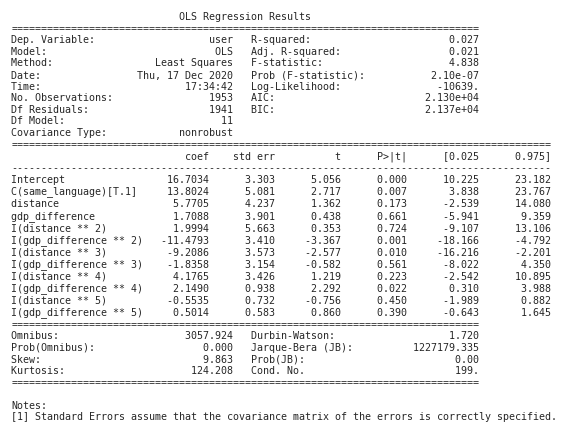 OLS Regression Results
==============================================================================
Dep. Variable:                   user   R-squared:                       0.027
Model:                            OLS   Adj. R-squared:                  0.021
Method:                 Least Squares   F-statistic:                     4.838
Date:                Thu, 17 Dec 2020   Prob (F-statistic):           2.10e-07
Time:                        17:34:42   Log-Likelihood:                -10639.
No. Observations:                1953   AIC:                         2.130e+04
Df Residuals:                    1941   BIC:                         2.137e+04
Df Model:                          11
Covariance Type:            nonrobust
==========================================================================================
                             coef    std err          t      P>|t|      [0.025      0.975]
------------------------------------------------------------------------------------------
Intercept                 16.7034      3.303      5.056      0.000      10.225      23.182
C(same_language)[T.1]     13.8024      5.081      2.717      0.007       3.838      23.767
distance                   5.7705      4.237      1.362      0.173      -2.539      14.080
gdp_difference             1.7088      3.901      0.438      0.661      -5.941       9.359
I(distance ** 2)           1.9994      5.663      0.353      0.724      -9.107      13.106
I(gdp_difference ** 2)   -11.4793      3.410     -3.367      0.001     -18.166      -4.792
I(distance ** 3)          -9.2086      3.573     -2.577      0.010     -16.216      -2.201
I(gdp_difference ** 3)    -1.8358      3.154     -0.582      0.561      -8.022       4.350
I(distance ** 4)           4.1765      3.426      1.219      0.223      -2.542      10.895
I(gdp_difference ** 4)     2.1490      0.938      2.292      0.022       0.310       3.988
I(distance ** 5)          -0.5535      0.732     -0.756      0.450      -1.989       0.882
I(gdp_difference ** 5)     0.5014      0.583      0.860      0.390      -0.643       1.645
==============================================================================
Omnibus:                     3057.924   Durbin-Watson:                   1.720
Prob(Omnibus):                  0.000   Jarque-Bera (JB):          1227179.335
Skew:                           9.863   Prob(JB):                         0.00
Kurtosis:                     124.208   Cond. No.                         199.
==============================================================================
Notes:
[1] Standard Errors assume that the covariance matrix of the errors is correctly specified.